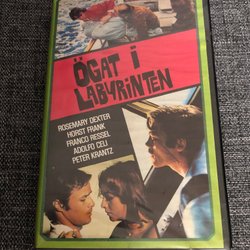 ÖGAT i
LABYRINTEN
ROSEMARY DEXTER
HORST FRANK
FRANCO RESSEL
ADOLFO CELI
PETER KRANTZ